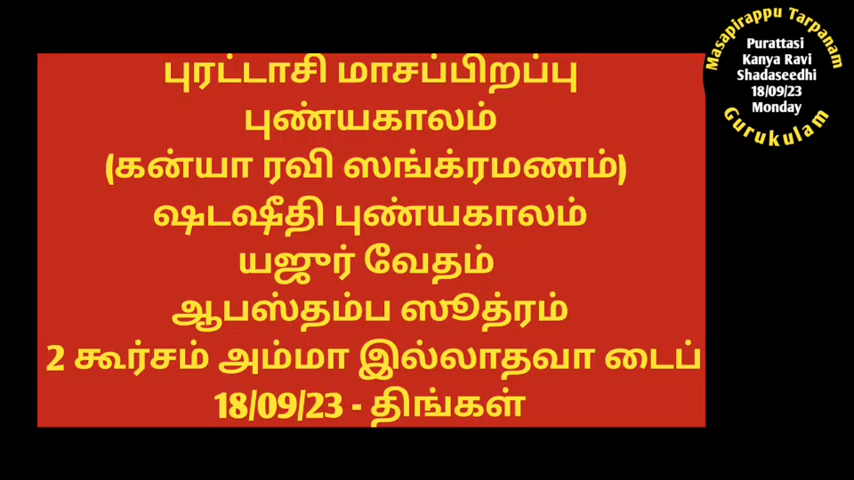 புரட்டாசி மாசப்பிறப்பு
புண்யகாலம்
(கன்யா ரவி ஸங்க்ரமணம்)
ஷடஷீதி புண்யகாலம்
யஜுர் வேதம்
ஆபஸ்தம்ப ஸூத்ரம்
2 கூர்சம் அம்மா இல்லாதவா டைப்
18/09/23 - திங்கள்
Masapirappu Tarpanam
Purattasi
Kanya Ravi
Shadaseedhi
18/09/23
Monday
Gurukulam